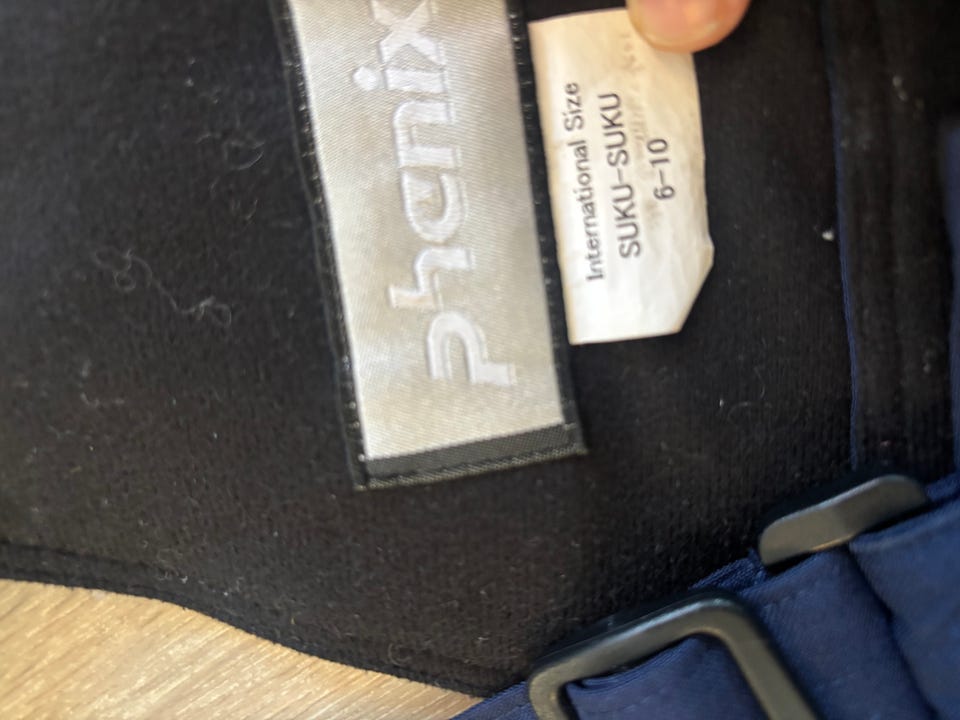 phenix
International Size
SUKU-SUKU
6-10